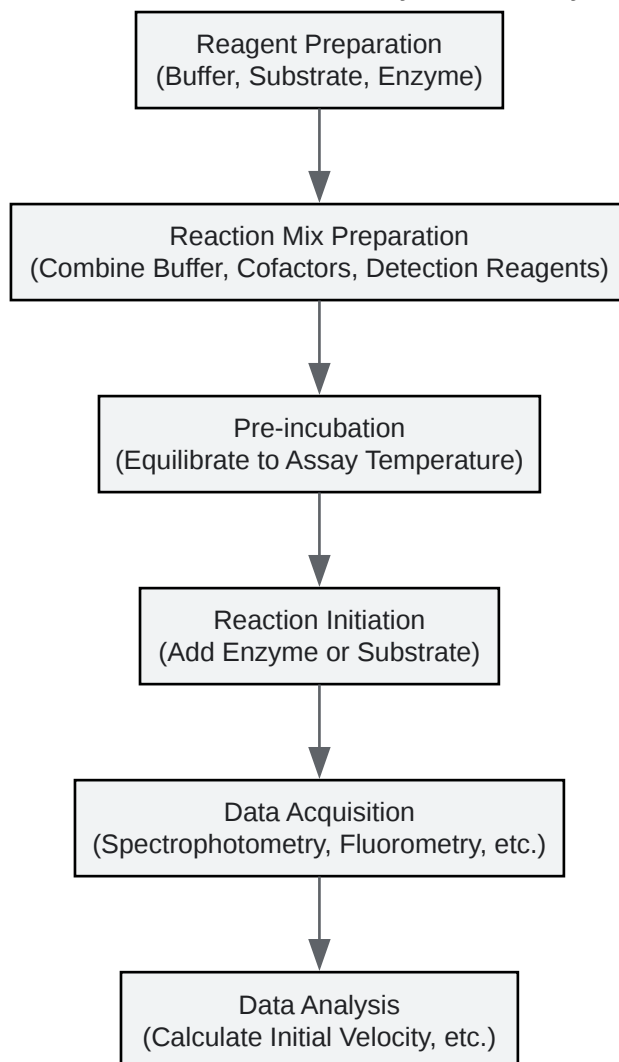 Reagent Preparation
(Buffer, Substrate, Enzyme)
Reaction Mix Preparation
(Combine Buffer, Cofactors, Detection Reagents)
Pre-incubation
(Equilibrate to Assay Temperature)
Reaction Initiation
(Add Enzyme or Substrate)
Data Acquisition
(Spectrophotometry, Fluorometry, etc.)
Data Analysis
(Calculate Initial Velocity, etc.)